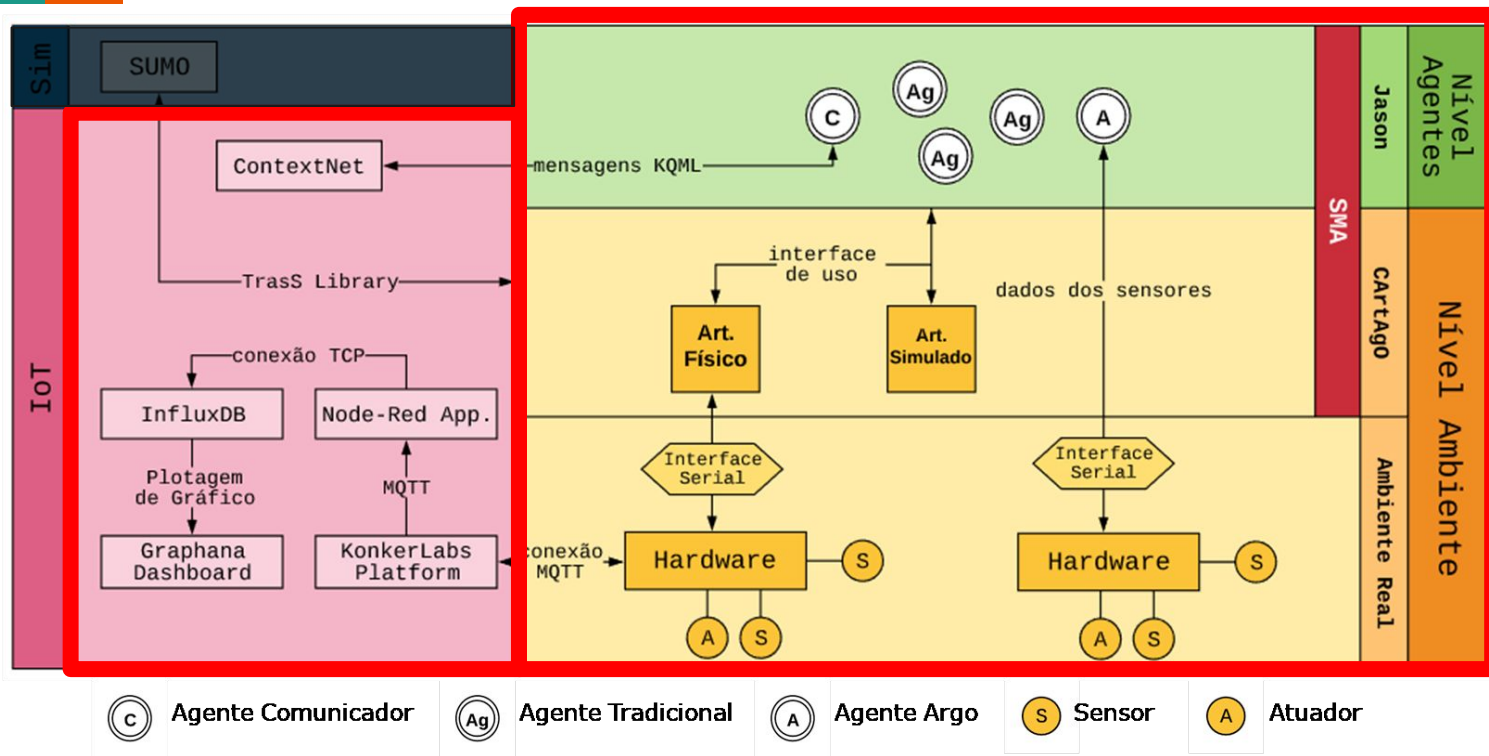 Sim
SUMO
IoT
ContextNet
mensagens KQML
TrasS Library
conexão TCP
InfluxDB
Node-Red App.
Plotagem
de Gráfico
MQTT
Graphana
Dashboard
KonkerLabs
Platform
conexão
MQTT
C
Ag
Ag
Ag
A
interface
de uso
dados dos sensores
Art.
Físico
Art.
Simulado
Interface
Serial
Interface
Serial
Hardware
S
A
S
Hardware
S
A
S
SMA
Jason
CArtAgO
Ambiente Real
Nível
Agentes
Nível Ambiente
C Agente Comunicador
Ag Agente Tradicional
A Agente Argo
S Sensor
A Atuador